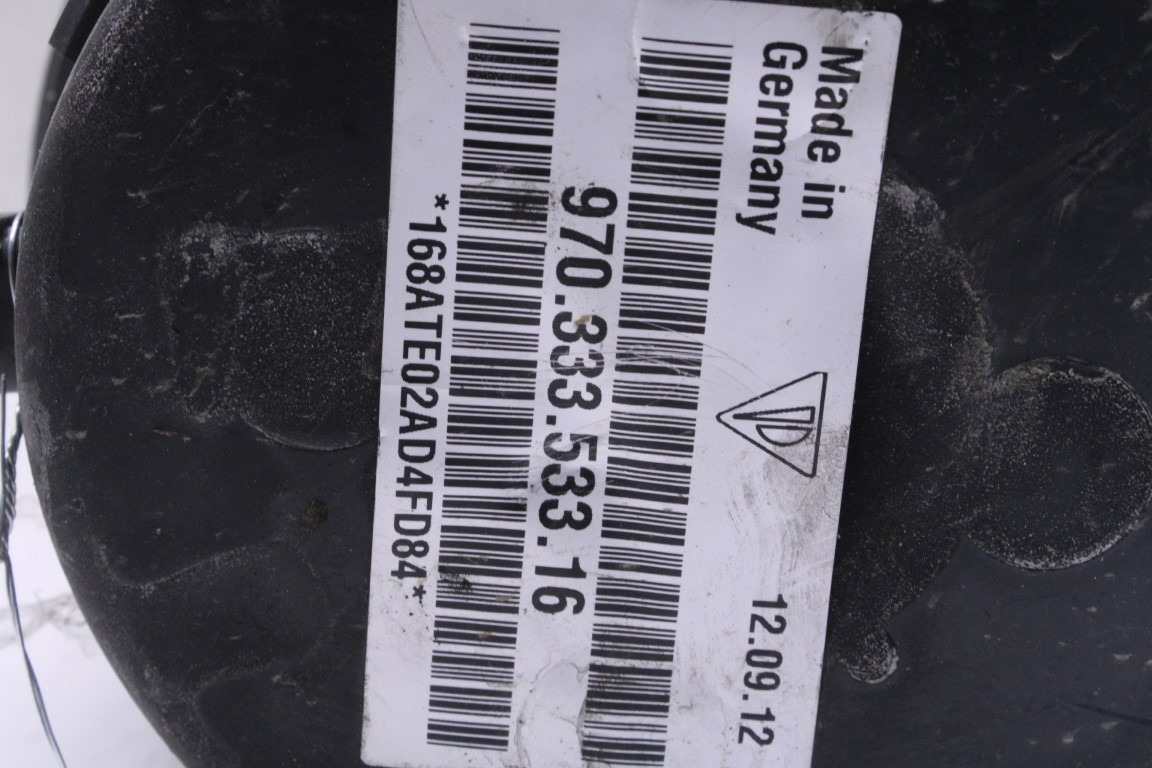 Made in
Germany
12.09.12
970.333.533.16
*168ATE02AD4FD84*